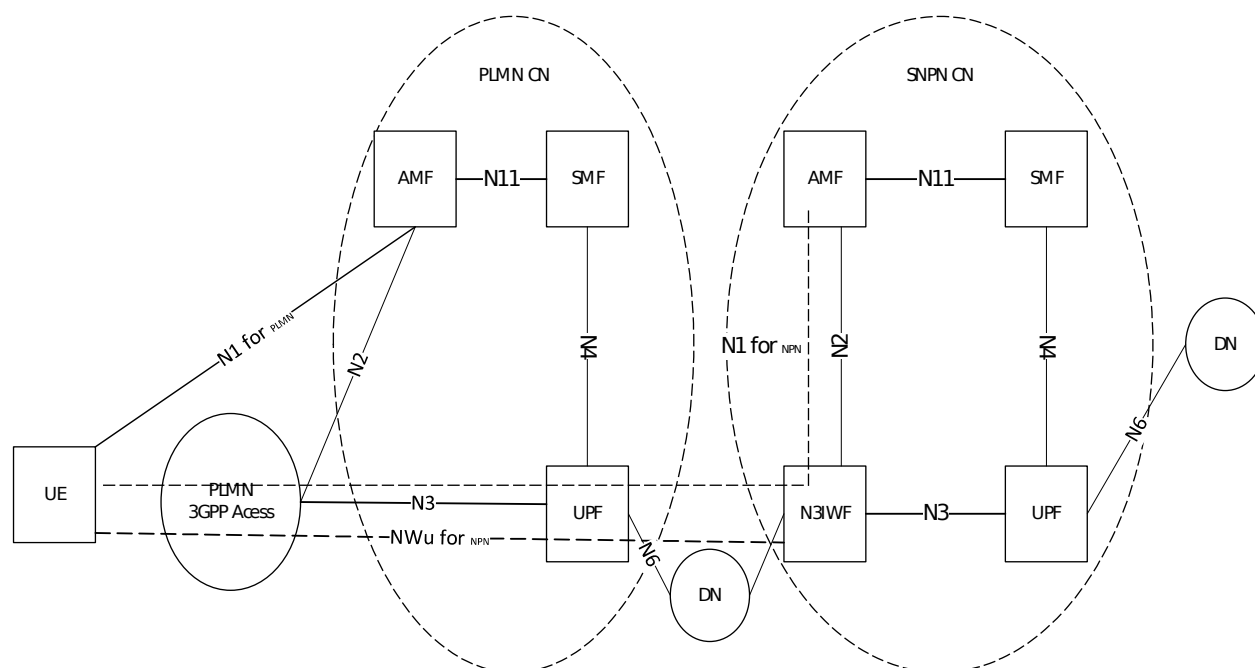 PLMN CN
SNPN CN
AMF
N11
SMF
AMF
N11
SMF
N1 for PLMN
N2
N4
N1 for NPN
N2
N4
DN
N6
UE
PLMN
3GPP Acess
N3
UPF
N3IWF
N3
UPF
NWu for NPN
N6
DN